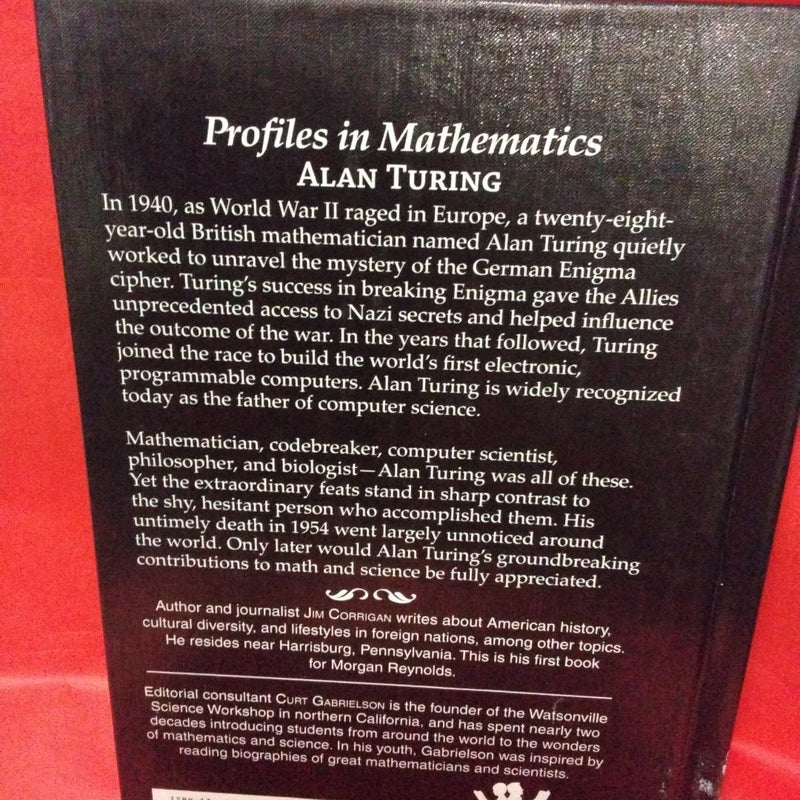 Profiles in Mathematics
ALAN TURING
In 1940, as World War II raged in Europe, a twenty-eight-
year-old British mathematician named Alan Turing quietly
worked to unravel the mystery of the German Enigma
cipher. Turing's success in breaking Enigma gave the Allies
unprecedented access to Nazi secrets and helped influence
the outcome of the war. In the years that followed, Turing
joined the race to build the world's first electronic,
programmable computers. Alan Turing is widely recognized
today as the father of computer science.
Mathematician, codebreaker, computer scientist,
philosopher, and biologist—Alan Turing was all of these.
Yet the extraordinary feats stand in sharp contrast to
the shy, hesitant person who accomplished them. His
untimely death in 1954 went largely unnoticed around
the world. Only later would Alan Turing's groundbreaking
contributions to math and science be fully appreciated.
Author and journalist JIM CORRIGAN writes about American history,
cultural diversity, and lifestyles in foreign nations, among other topics.
He resides near Harrisburg, Pennsylvania. This is his first book
for Morgan Reynolds.
Editorial consultant CURT GABRIELSON is the founder of the Watsonville
Science Workshop in northern California, and has spent nearly two
decades introducing students from around the world to the wonders
of mathematics and science. In his youth, Gabrielson was inspired by
reading biographies of great mathematicians and scientists.